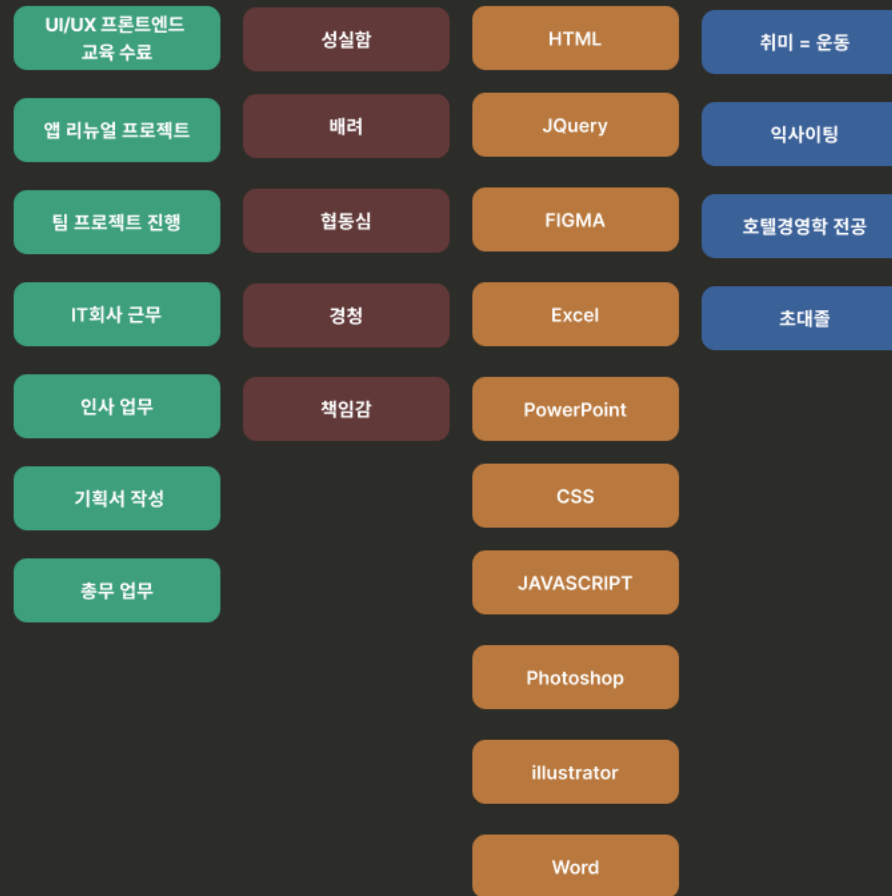 UI/UX 프론트엔드
교육 수료
앱 리뉴얼 프로젝트
팀 프로젝트 진행
IT회사 근무
인사 업무
기획서 작성
총무 업무
성실함
배려
협동심
경청
책임감
HTML
JQuery
FIGMA
Excel
PowerPoint
CSS
JAVASCRIPT
Photoshop
illustrator
Word
취미 = 운동
익사이팅
호텔경영학 전공
초대졸